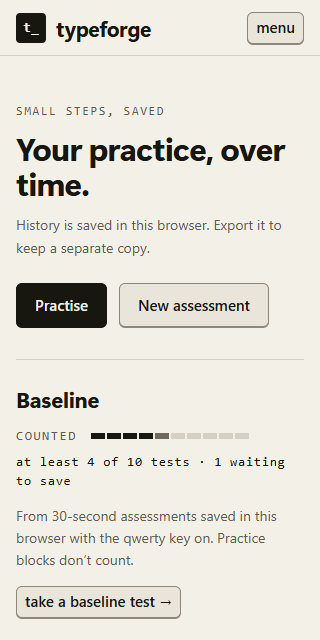 t_ typeforge menu
SMALL STEPS, SAVED
Your practice, over
time.
History is saved in this browser. Export it to
keep a separate copy.
Practise New assessment
Baseline
COUNTED
at least 4 of 10 tests · 1 waiting
to save
From 30-second assessments saved in this
browser with the qwerty key on. Practice
blocks don’t count.
take a baseline test →